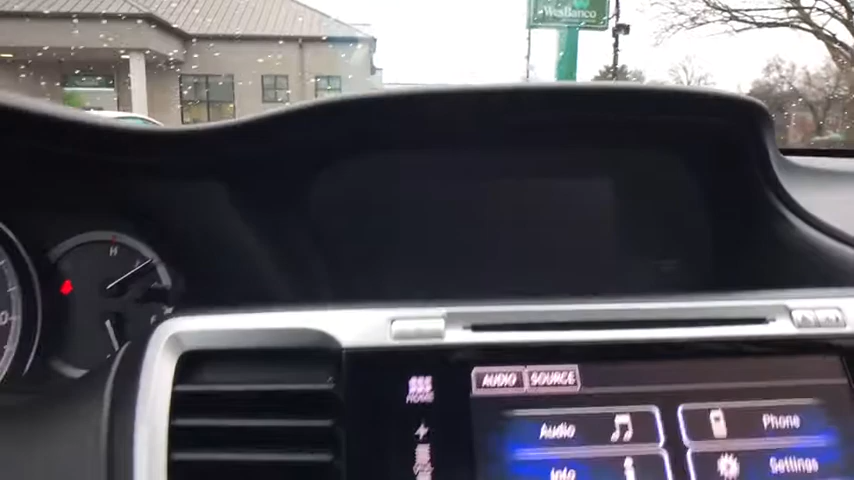 WesBanco
H
HOME
AUDIO SOURCE
Audio
Phone
+
Info
Settings